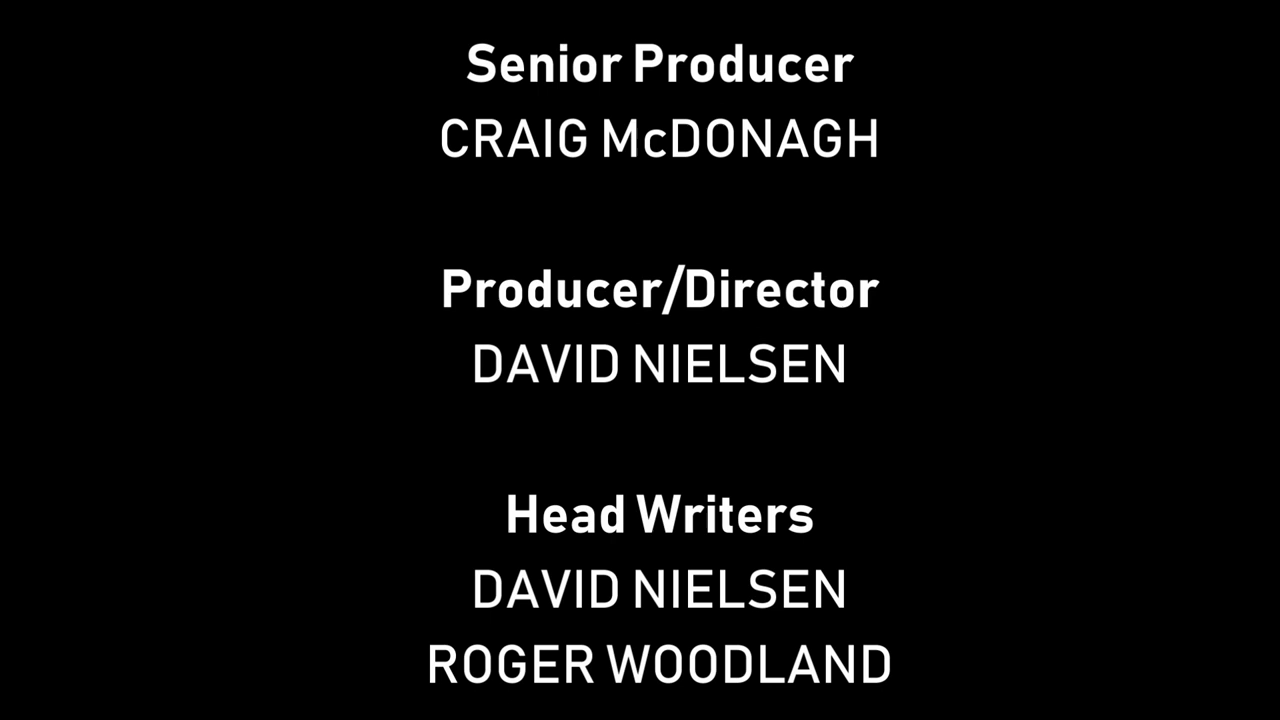 Senior Producer
CRAIG McDONAGH
Producer/Director
DAVID NIELSEN
Head Writers
DAVID NIELSEN
ROGER WOODLAND